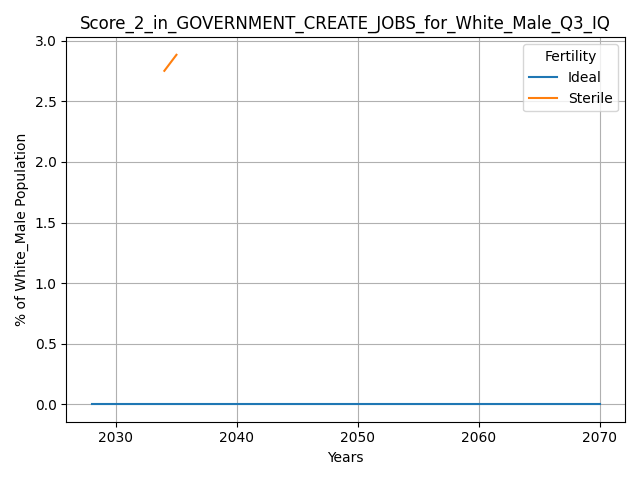 Score_2_in_GOVERNMENT_CREATE_JOBS_for_White_Male_Q3_IQ
3.0
2.5
2.0
1.5
1.0
0.5
0.0
% of White_Male Population
Fertility
Ideal
Sterile
2030 2040 2050 2060 2070
Years